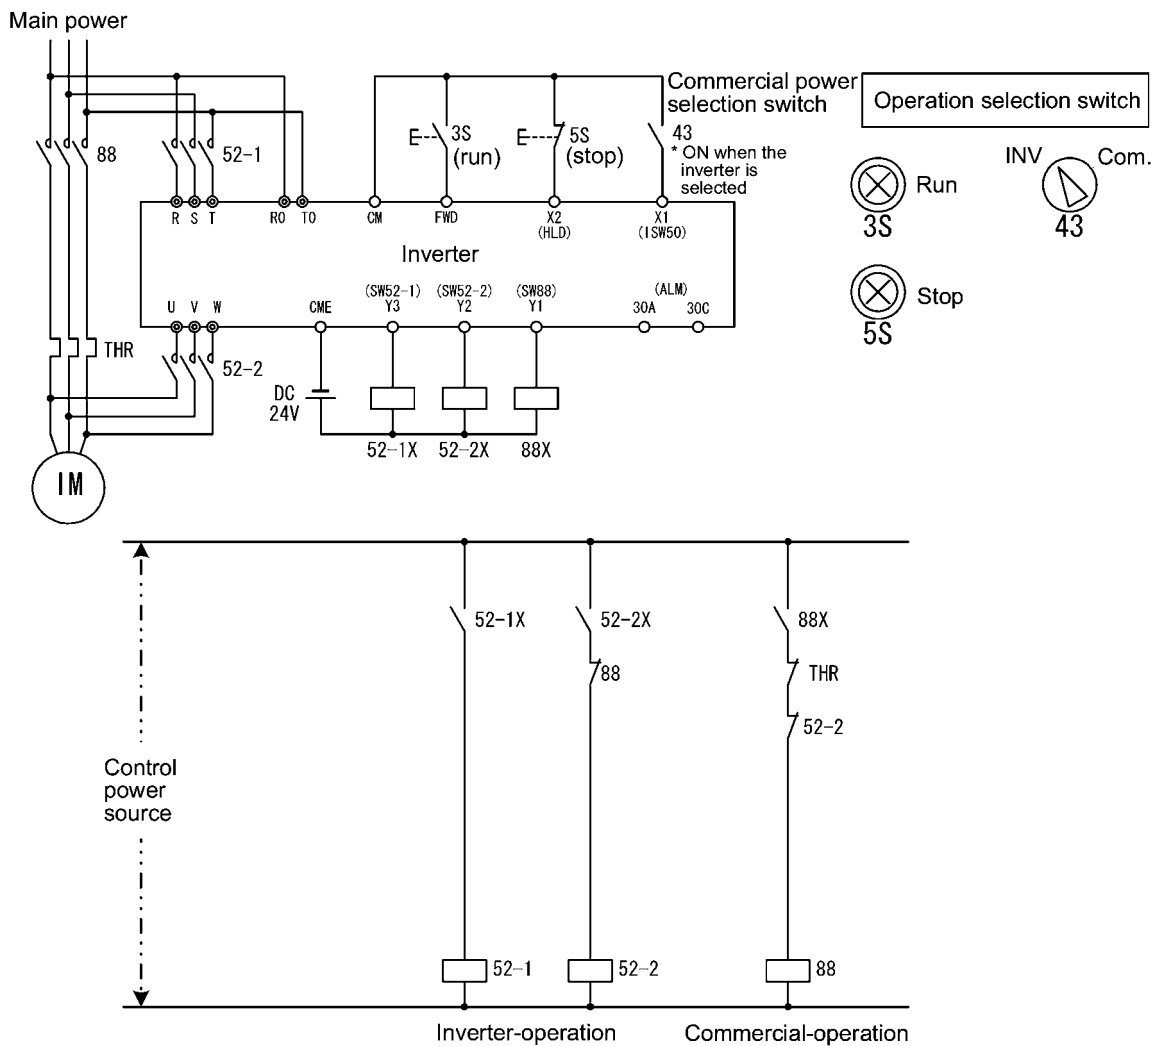 Main power
Commercial power
selection switch
Operation selection switch
88
52-1
3S
(run)
5S
(stop)
43
* ON when the
inverter is
selected
INV
Com.
Run
3S
43
R S T
R0 T0
CM
FWD
X2
(HLD)
X1
(ISW50)
Inverter
Stop
5S
U V W
CME
(SW52-1)
Y3
(SW52-2)
Y2
(SW88)
Y1
(ALM)
30A
30C
THR
52-2
DC
24V
52-1X
52-2X
88X
IM
52-1X
52-2X
88X
88
THR
52-2
Control
power
source
52-1
52-2
88
Inverter-operation
Commercial-operation